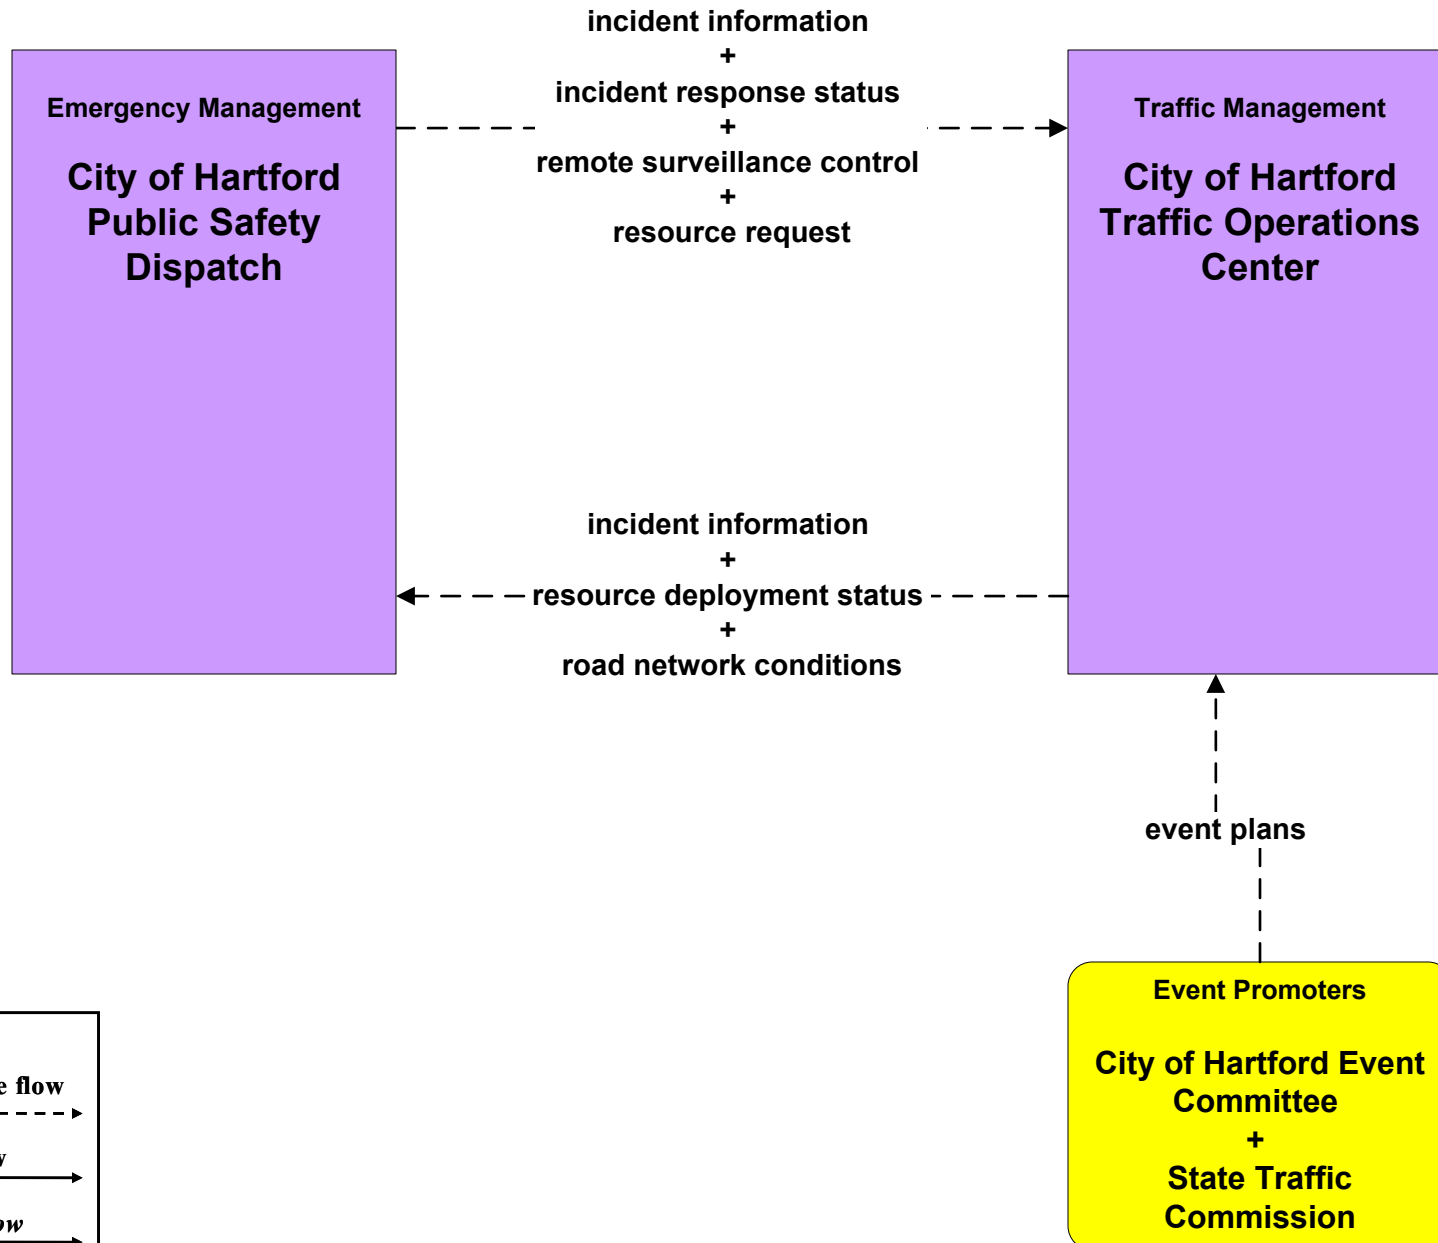 incident information
+
incident response status
+
remote surveillance control
+
resource request
Emergency Management
City of Hartford
Public Safety
Dispatch
Traffic Management
City of Hartford
Traffic Operations
Center
incident information
+
resource deployment status
+
road network conditions
event plans
Event Promoters
City of Hartford Event
Committee
+
State Traffic
Commission
flow